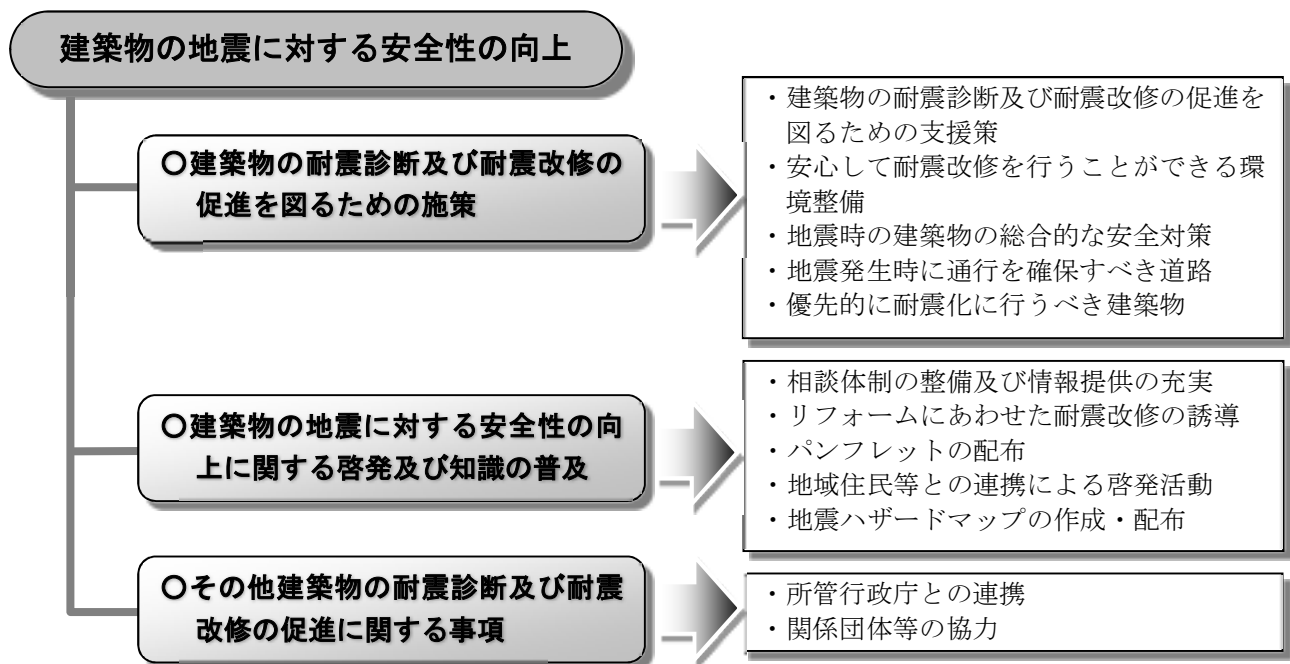 建築物の地震に対する安全性の向上
〇建築物の耐震診断及び耐震改修の
促進を図るための施策
・建築物の耐震診断及び耐震改修の促進を
図るための支援策
・安心して耐震改修を行うことができる環
境整備
・地震時の建築物の総合的な安全対策
・地震発生時に通行を確保すべき道路
・優先的に耐震化に行うべき建築物
〇建築物の地震に対する安全性の向
上に関する啓発及び知識の普及
・相談体制の整備及び情報提供の充実
・リフォームにあわせた耐震改修の誘導
・パンフレットの配布
・地域住民等との連携による啓発活動
・地震ハザードマップの作成・配布
〇その他建築物の耐震診断及び耐震
改修の促進に関する事項
・所管行政庁との連携
・関係団体等の協力